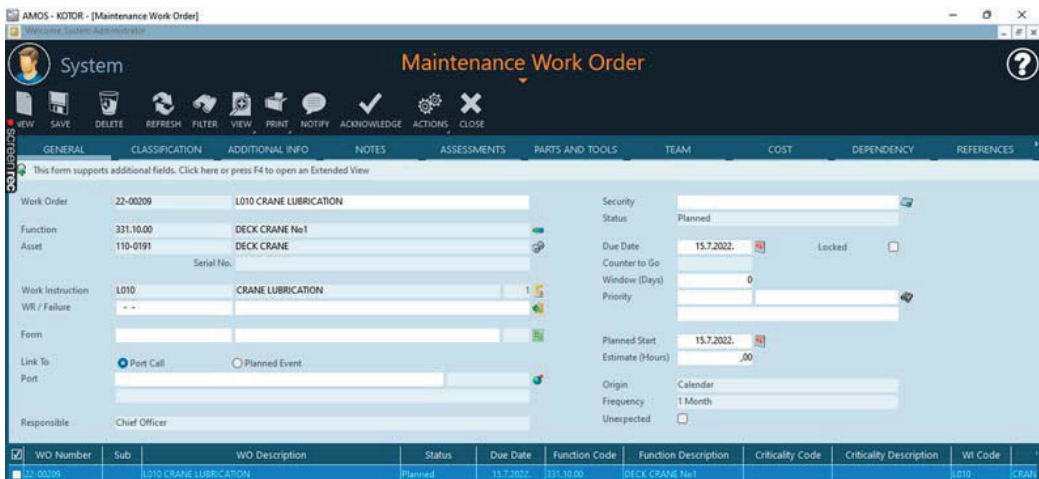 AMOS - KOTOR - [Maintenance Work Order]
Welcome System Administrator
System
Maintenance Work Order
?
NEW SAVE DELETE REFRESH FILTER VIEW PRINT NOTIFY ACKNOWLEDGE ACTIONS CLOSE
screenrec
GENERAL CLASSIFICATION ADDITIONAL INFO NOTES ASSESSMENTS PARTS AND TOOLS TEAM COST DEPENDENCY REFERENCES
This form supports additional fields. Click here or press F4 to open an Extended View
Work Order 22-00209 L010 CRANE LUBRICATION Security
Status Planned
Function 331.10.00 DECK CRANE No1
Asset 110-0191 DECK CRANE Due Date 15.7.2022. Locked
Serial No. Counter to Go
Window (Days) 0
Work Instruction L010 CRANE LUBRICATION 1 Priority
WR / Failure - -
Form Planned Start 15.7.2022.
Estimate (Hours) ,00
Link To Port Call Planned Event
Port Origin Calendar
Frequency 1 Month
Responsible Chief Officer Unexpected
WO Number Sub WO Description Status Due Date Function Code Function Description Criticality Code Criticality Description WI Code
22-00209 L010 CRANE LUBRICATION Planned 15.7.2022. 331.10.00 DECK CRANE No1 L010 CRAN